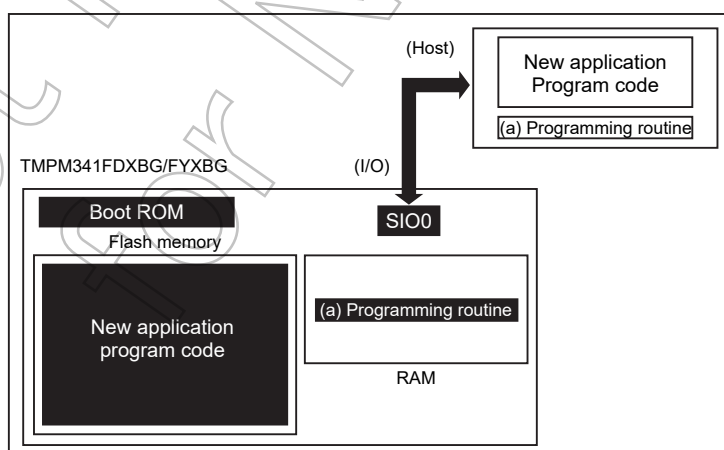 (Host)
New application
Program code
(a) Programming routine
TMPM341FDXBG/FYXBG
(I/O)
Boot ROM
SIO0
Flash memory
New application
program code
(a) Programming routine
RAM